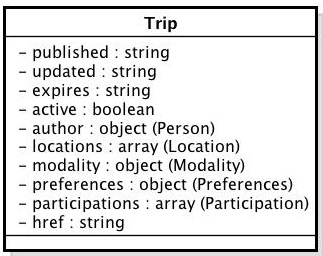 Trip
– published : string
– updated : string
– expires : string
– active : boolean
– author : object (Person)
– locations : array (Location)
– modality : object (Modality)
– preferences : object (Preferences)
– participations : array (Participation)
– href : string